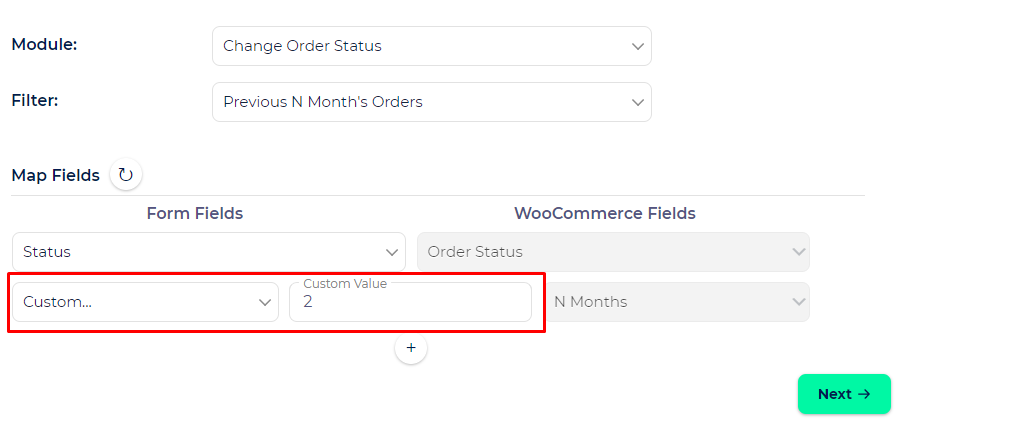 Module:
Change Order Status
Filter:
Previous N Month's Orders
Map Fields
Form Fields
WooCommerce Fields
Status
Order Status
Custom...
Custom Value
2
N Months
+
Next →